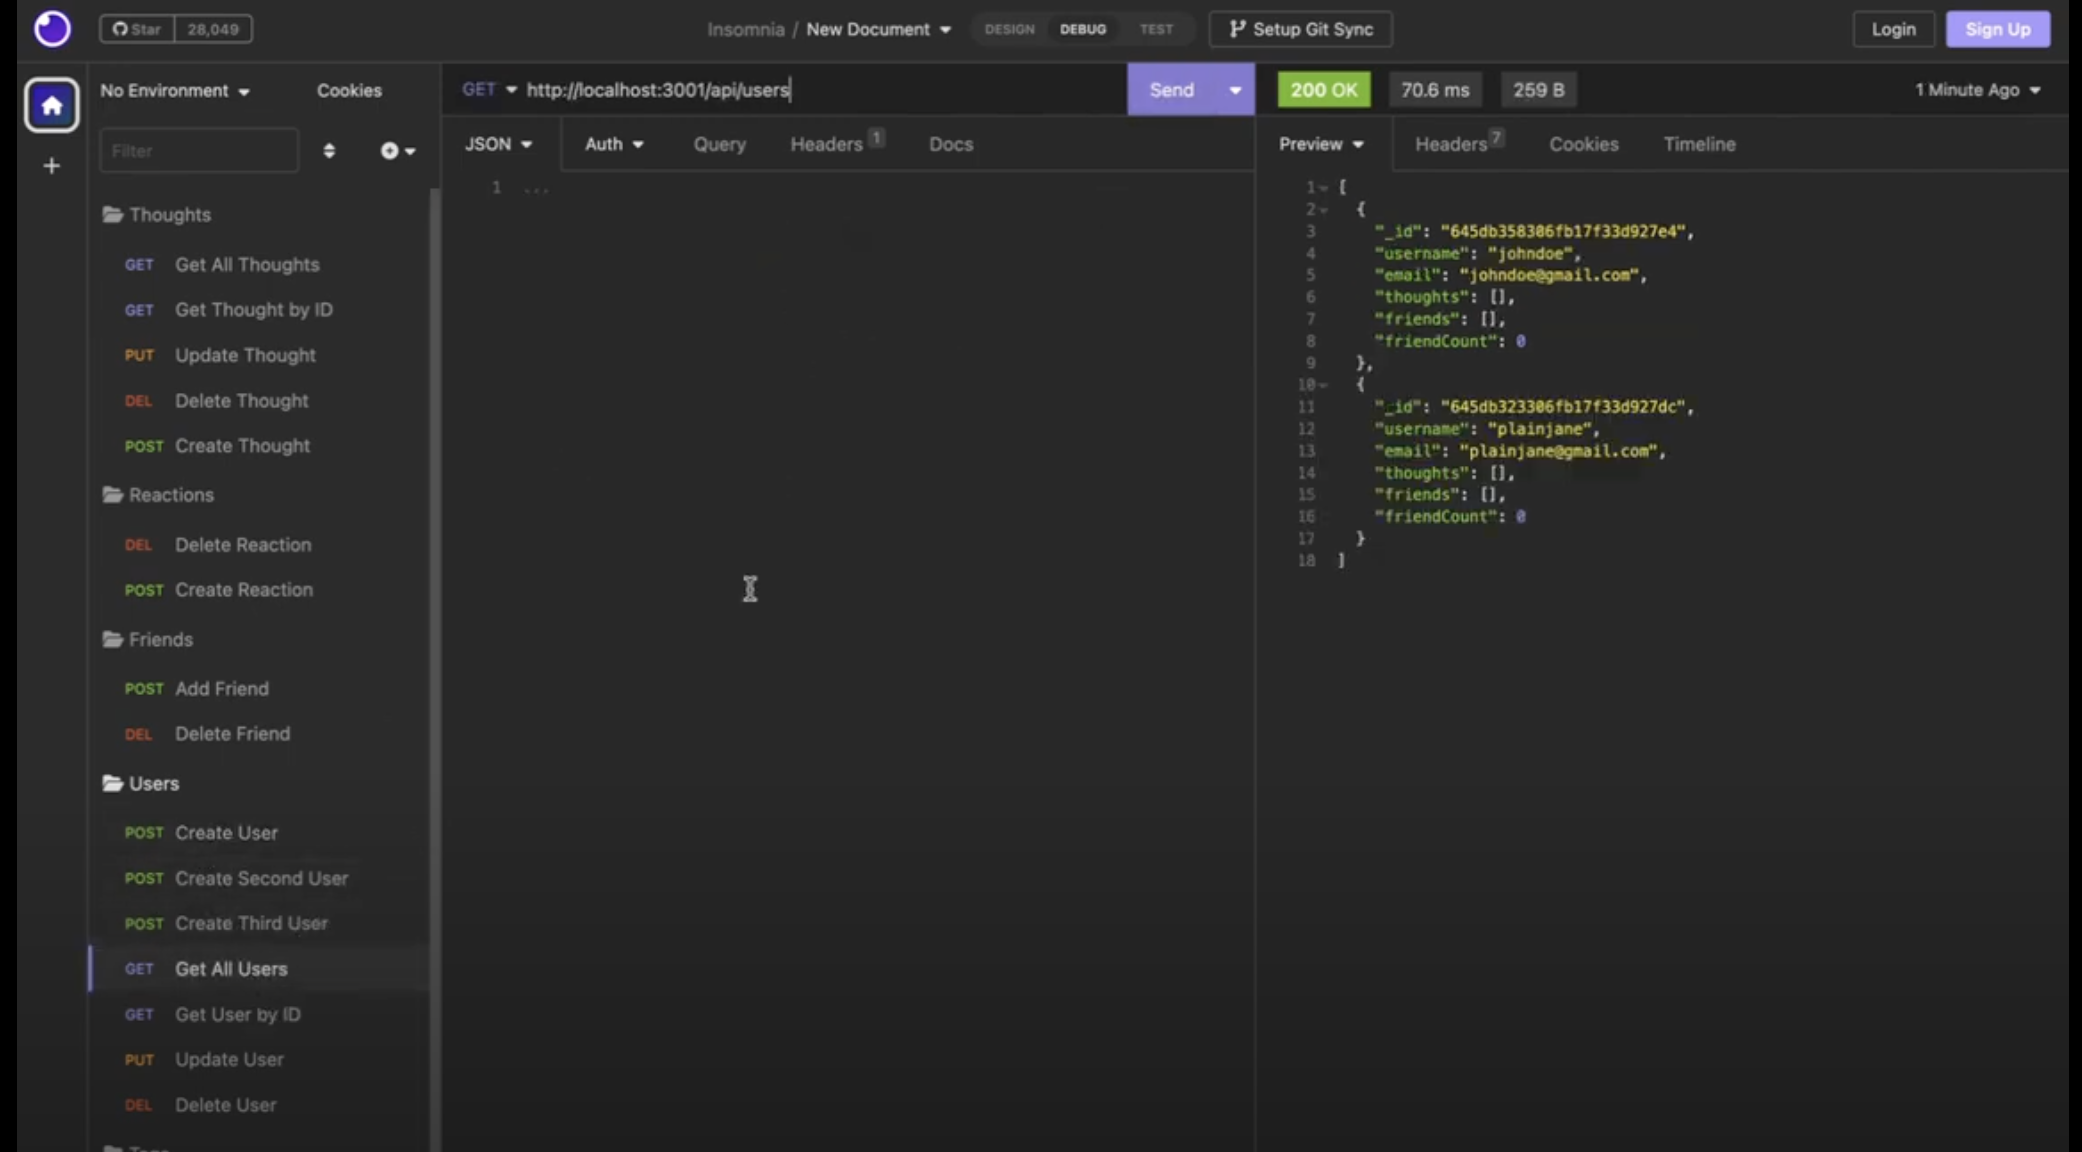 Star 28,049
Insomnia / New Document
DESIGN DEBUG TEST
Setup Git Sync
Login
Sign Up
No Environment
Cookies
GET http://localhost:3001/api/users
Send
200 OK
70.6 ms
259 B
1 Minute Ago
Filter
JSON Auth Query Headers 1 Docs
Preview Headers 7 Cookies Timeline
Thoughts
GET Get All Thoughts
GET Get Thought by ID
PUT Update Thought
DEL Delete Thought
POST Create Thought
Reactions
DEL Delete Reaction
POST Create Reaction
Friends
POST Add Friend
DEL Delete Friend
Users
POST Create User
POST Create Second User
POST Create Third User
GET Get All Users
GET Get User by ID
PUT Update User
DEL Delete User
1 ...
1 [
2 {
3 "_id": "645db358306fb17f33d927e4",
4 "username": "johndoe",
5 "email": "johndoe@gmail.com",
6 "thoughts": [],
7 "friends": [],
8 "friendCount": 0
9 },
10 {
11 "_id": "645db323306fb17f33d927dc",
12 "username": "plainjane",
13 "email": "plainjane@gmail.com",
14 "thoughts": [],
15 "friends": [],
16 "friendCount": 0
17 }
18 ]